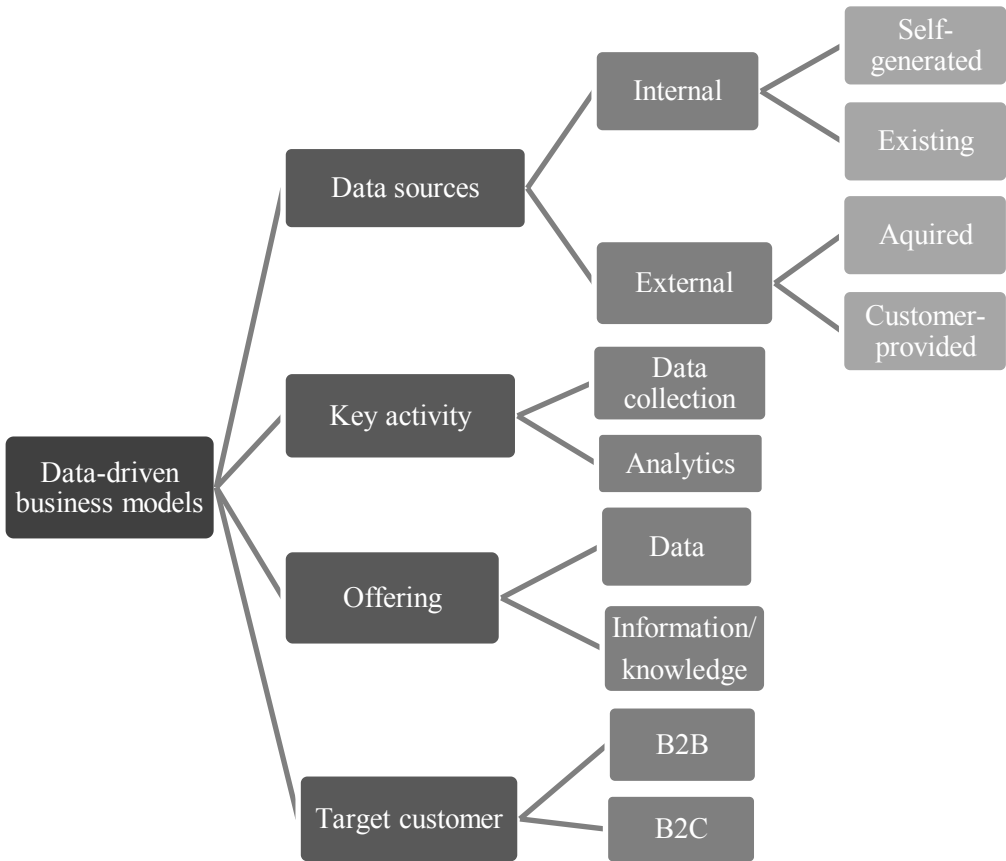 Data-driven
business models
Data sources
Internal
Self-
generated
Existing
External
Aquired
Customer-
provided
Key activity
Data
collection
Analytics
Offering
Data
Information/
knowledge
Target customer
B2B
B2C